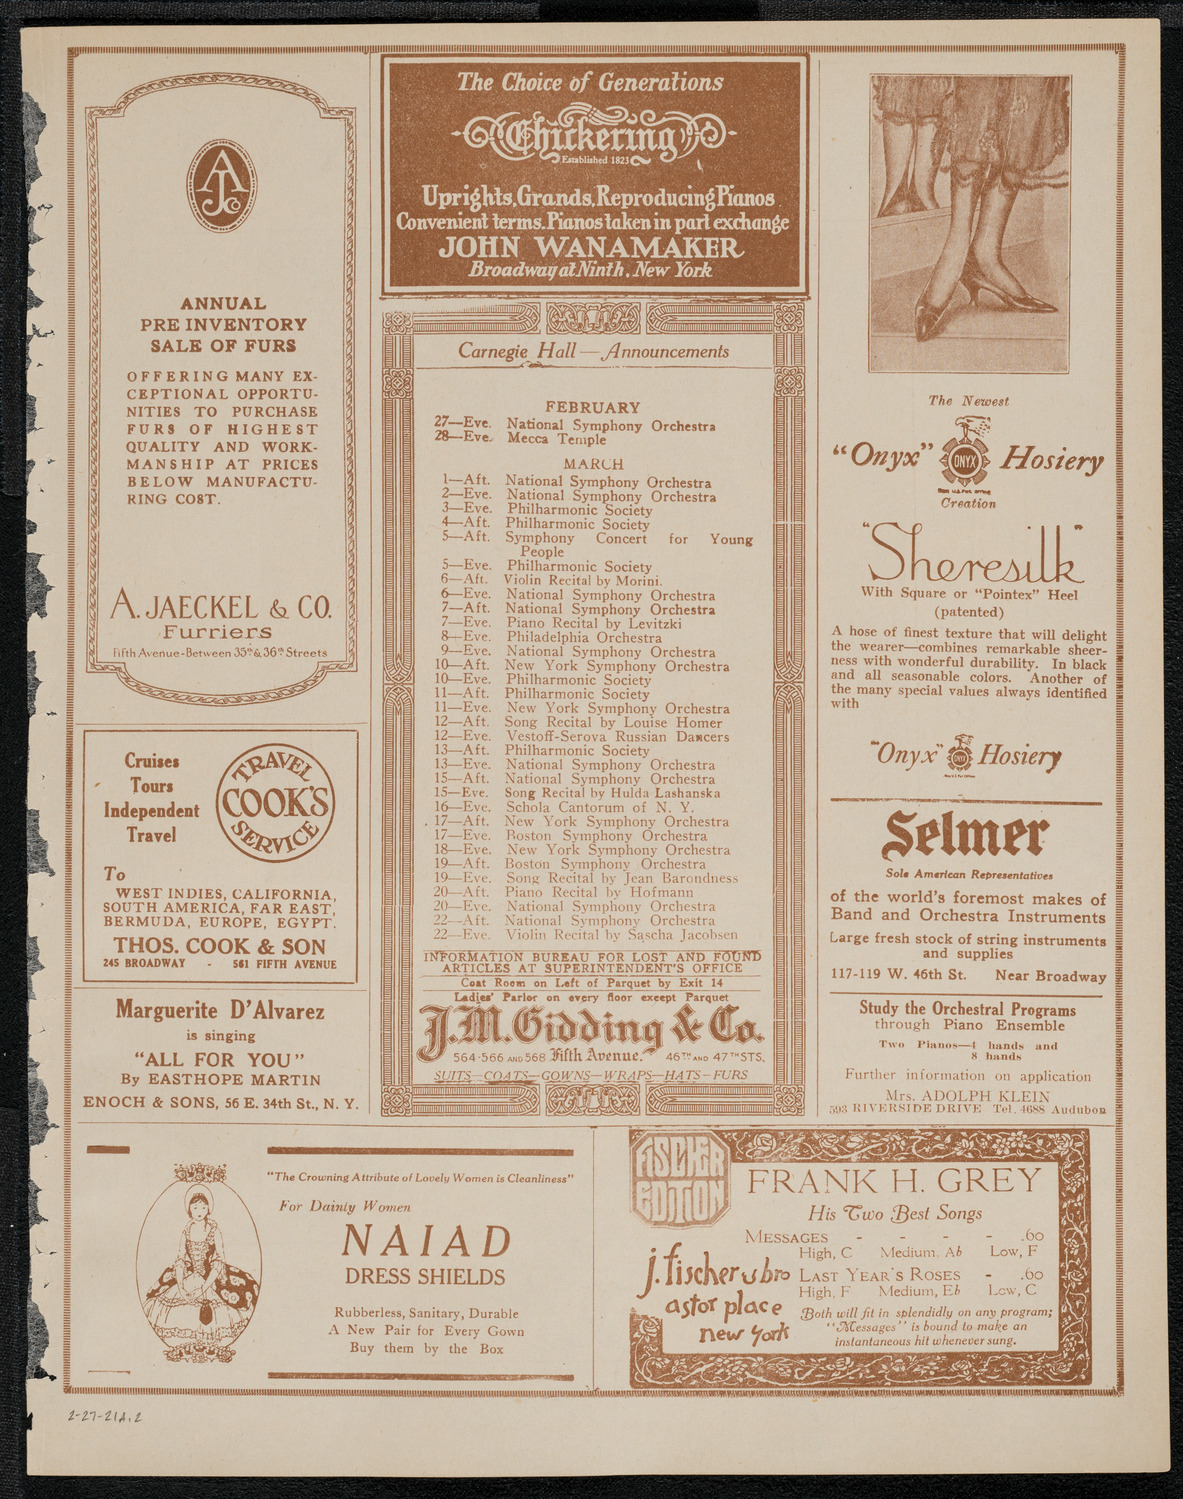 AJCo
ANNUAL
PRE INVENTORY
SALE OF FURS
OFFERING MANY EX-
CEPTIONAL OPPORTU-
NITIES TO PURCHASE
FURS OF HIGHEST
QUALITY AND WORK-
MANSHIP AT PRICES
BELOW MANUFACTU-
RING COST.
A. JAECKEL & CO.
Furriers
Fifth Avenue-Between 35th & 36th Streets
Cruises
Tours
Independent
Travel
TRAVEL
COOK'S
SERVICE
To
WEST INDIES, CALIFORNIA,
SOUTH AMERICA, FAR EAST,
BERMUDA, EUROPE, EGYPT.
THOS. COOK & SON
245 BROADWAY - 561 FIFTH AVENUE
Marguerite D'Alvarez
is singing
"ALL FOR YOU"
By EASTHOPE MARTIN
ENOCH & SONS, 56 E. 34th St., N. Y.
The Choice of Generations
Chickering
Established 1823
Uprights, Grands, Reproducing Pianos
Convenient terms. Pianos taken in part exchange
JOHN WANAMAKER
Broadway at Ninth, New York
Carnegie Hall — Announcements
FEBRUARY
27—Eve. National Symphony Orchestra
28—Eve. Mecca Temple
MARCH
1—Aft. National Symphony Orchestra
2—Eve. National Symphony Orchestra
3—Eve. Philharmonic Society
4—Aft. Philharmonic Society
5—Aft. Symphony Concert for Young
People
5—Eve. Philharmonic Society
6—Aft. Violin Recital by Morini.
6—Eve. National Symphony Orchestra
7—Aft. National Symphony Orchestra
7—Eve. Piano Recital by Levitzki
8—Eve. Philadelphia Orchestra
9—Eve. National Symphony Orchestra
10—Aft. New York Symphony Orchestra
10—Eve. Philharmonic Society
11—Aft. Philharmonic Society
11—Eve. New York Symphony Orchestra
12—Aft. Song Recital by Louise Homer
12—Eve. Vestoff-Serova Russian Dancers
13—Aft. Philharmonic Society
13—Eve. National Symphony Orchestra
15—Aft. National Symphony Orchestra
15—Eve. Song Recital by Hulda Lashanska
16—Eve. Schola Cantorum of N. Y.
17—Aft. New York Symphony Orchestra
17—Eve. Boston Symphony Orchestra
18—Eve. New York Symphony Orchestra
19—Aft. Boston Symphony Orchestra
19—Eve. Song Recital by Jean Barondness
20—Aft. Piano Recital by Hofmann
20—Eve. National Symphony Orchestra
22—Aft. National Symphony Orchestra
22—Eve. Violin Recital by Sascha Jacobsen
INFORMATION BUREAU FOR LOST AND FOUND
ARTICLES AT SUPERINTENDENT'S OFFICE
Coat Room on Left of Parquet by Exit 14
Ladies' Parlor on every floor except Parquet
J.M. Gidding & Co.
564-566 AND 568 Fifth Avenue. 46TH AND 47TH STS.
SUITS—COATS—GOWNS—WRAPS—HATS—FURS
The Newest
"Onyx" ONYX Hosiery
Creation
"Sheresilk"
With Square or "Pointex" Heel
(patented)
A hose of finest texture that will delight
the wearer—combines remarkable sheer-
ness with wonderful durability. In black
and all seasonable colors. Another of
the many special values always identified
with
"Onyx" Hosiery
Selmer
Sole American Representatives
of the world's foremost makes of
Band and Orchestra Instruments
Large fresh stock of string instruments
and supplies
117-119 W. 46th St. Near Broadway
Study the Orchestral Programs
through Piano Ensemble
Two Pianos—4 hands and
8 hands
Further information on application
Mrs. ADOLPH KLEIN
593 RIVERSIDE DRIVE Tel. 4688 Audubon
"The Crowning Attribute of Lovely Women is Cleanliness"
For Dainty Women
NAIAD
DRESS SHIELDS
Rubberless, Sanitary, Durable
A New Pair for Every Gown
Buy them by the Box
FISCHER
EDITION
j. fischer & bro
astor place
new york
FRANK H. GREY
His Two Best Songs
MESSAGES - - - - .60
High, C Medium, Ab Low, F
LAST YEAR'S ROSES - .60
High, F Medium, Eb Low, C
Both will fit in splendidly on any program;
"Messages" is bound to make an
instantaneous hit whenever sung.
2-27-21A.2